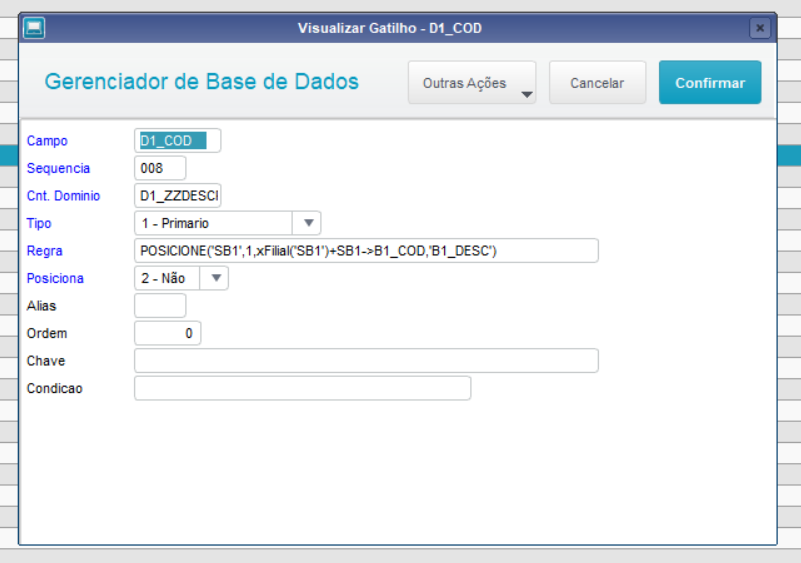 Visualizar Gatilho - D1_COD
Gerenciador de Base de Dados
Outras Ações
Cancelar
Confirmar
Campo D1_COD
Sequencia 008
Cnt. Dominio D1_ZZDESCI
Tipo 1 - Primario
Regra POSICIONE('SB1',1,xFilial('SB1')+SB1->B1_COD,'B1_DESC')
Posiciona 2 - Não
Alias
Ordem 0
Chave
Condicao